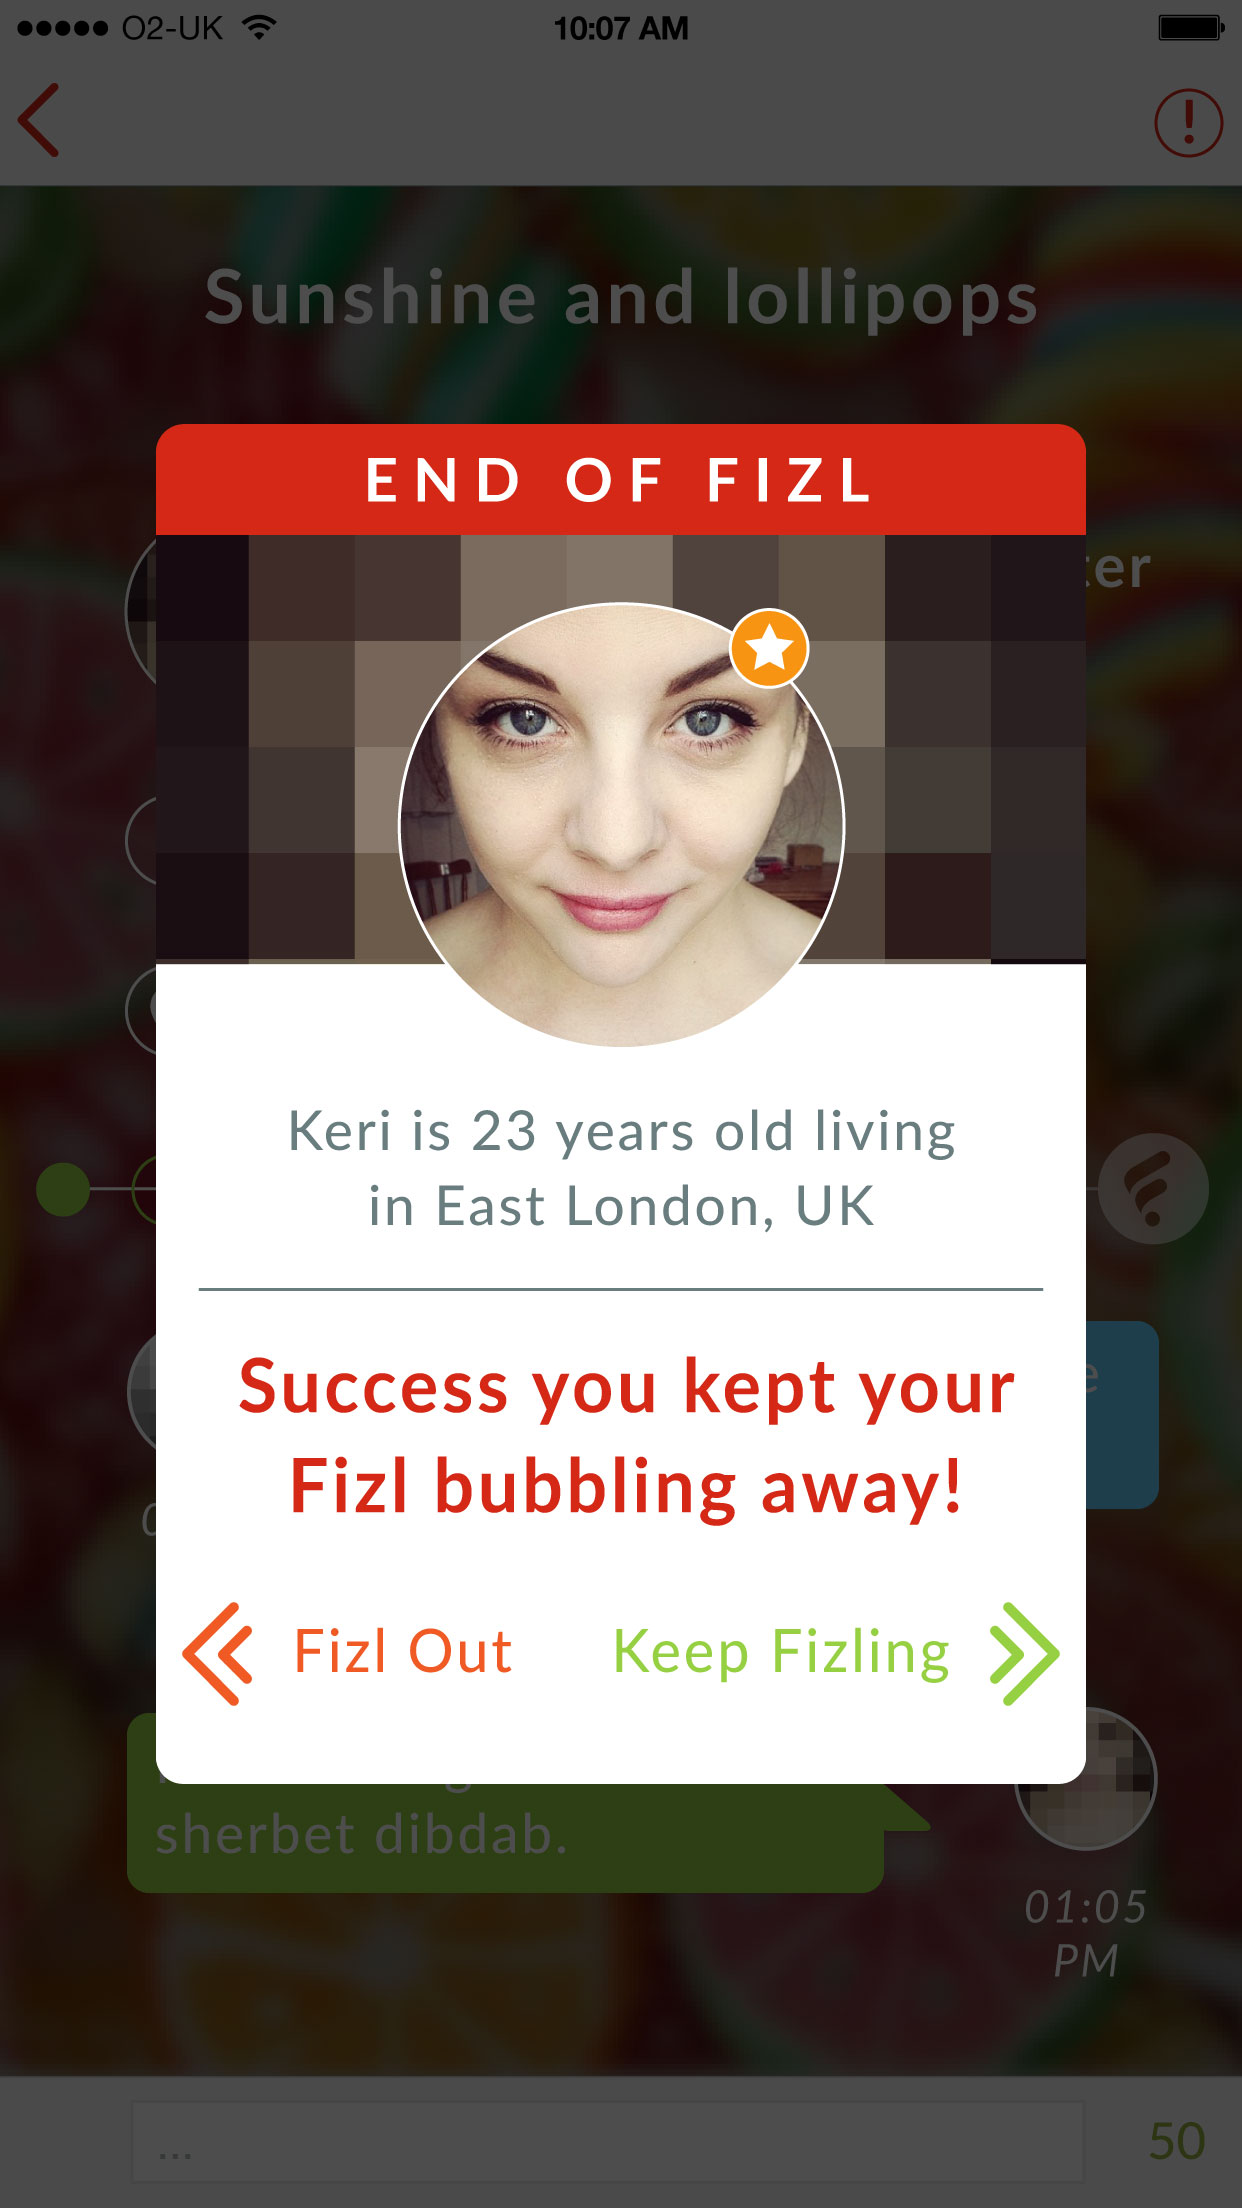 O2-UK
10:07 AM
Sunshine and lollipops
END OF FIZL
Keri is 23 years old living
in East London, UK
Success you kept your
Fizl bubbling away!
Fizl Out
Keep Fizling
sherbet dibdab.
01:05
PM
...
50